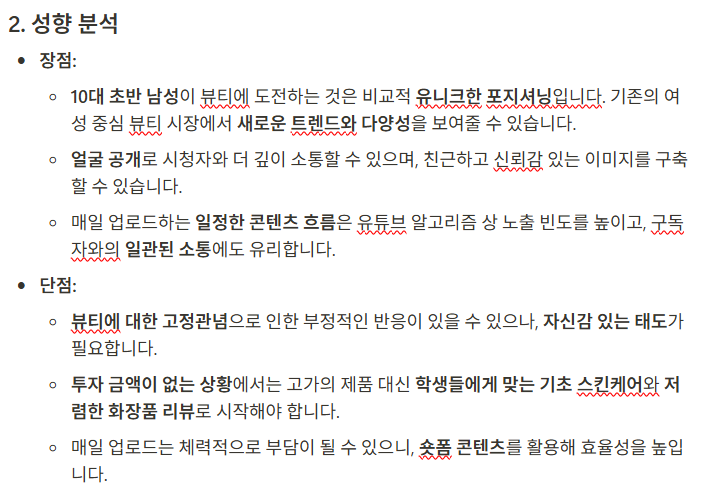 2. 성향 분석
• 장점:
◦ 10대 초반 남성이 뷰티에 도전하는 것은 비교적 유니크한 포지셔닝입니다. 기존의 여
성 중심 뷰티 시장에서 새로운 트렌드와 다양성을 보여줄 수 있습니다.
◦ 얼굴 공개로 시청자와 더 깊이 소통할 수 있으며, 친근하고 신뢰감 있는 이미지를 구축
할 수 있습니다.
◦ 매일 업로드하는 일정한 콘텐츠 흐름은 유튜브 알고리즘 상 노출 빈도를 높이고, 구독
자와의 일관된 소통에도 유리합니다.
• 단점:
◦ 뷰티에 대한 고정관념으로 인한 부정적인 반응이 있을 수 있으나, 자신감 있는 태도가
필요합니다.
◦ 투자 금액이 없는 상황에서는 고가의 제품 대신 학생들에게 맞는 기초 스킨케어와 저
렴한 화장품 리뷰로 시작해야 합니다.
◦ 매일 업로드는 체력적으로 부담이 될 수 있으니, 숏폼 콘텐츠를 활용해 효율성을 높입
니다.